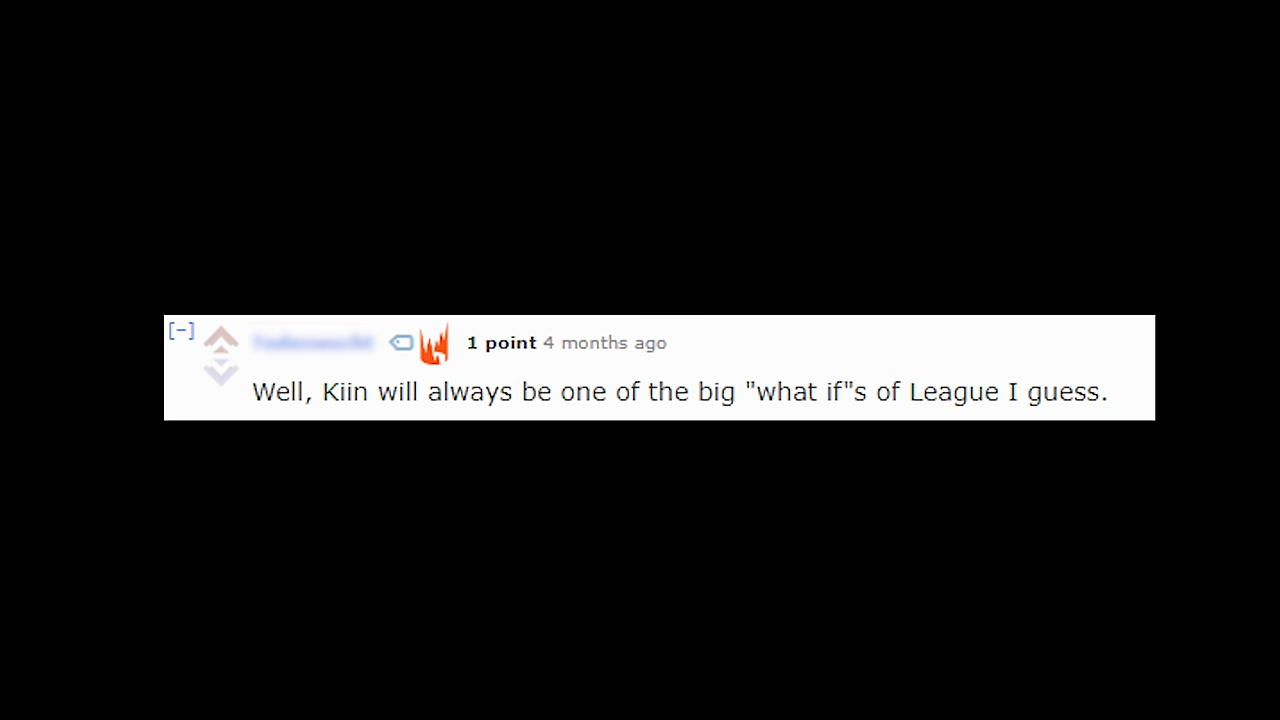 [−] 1 point 4 months ago
Well, Kiin will always be one of the big "what if"s of League I guess.